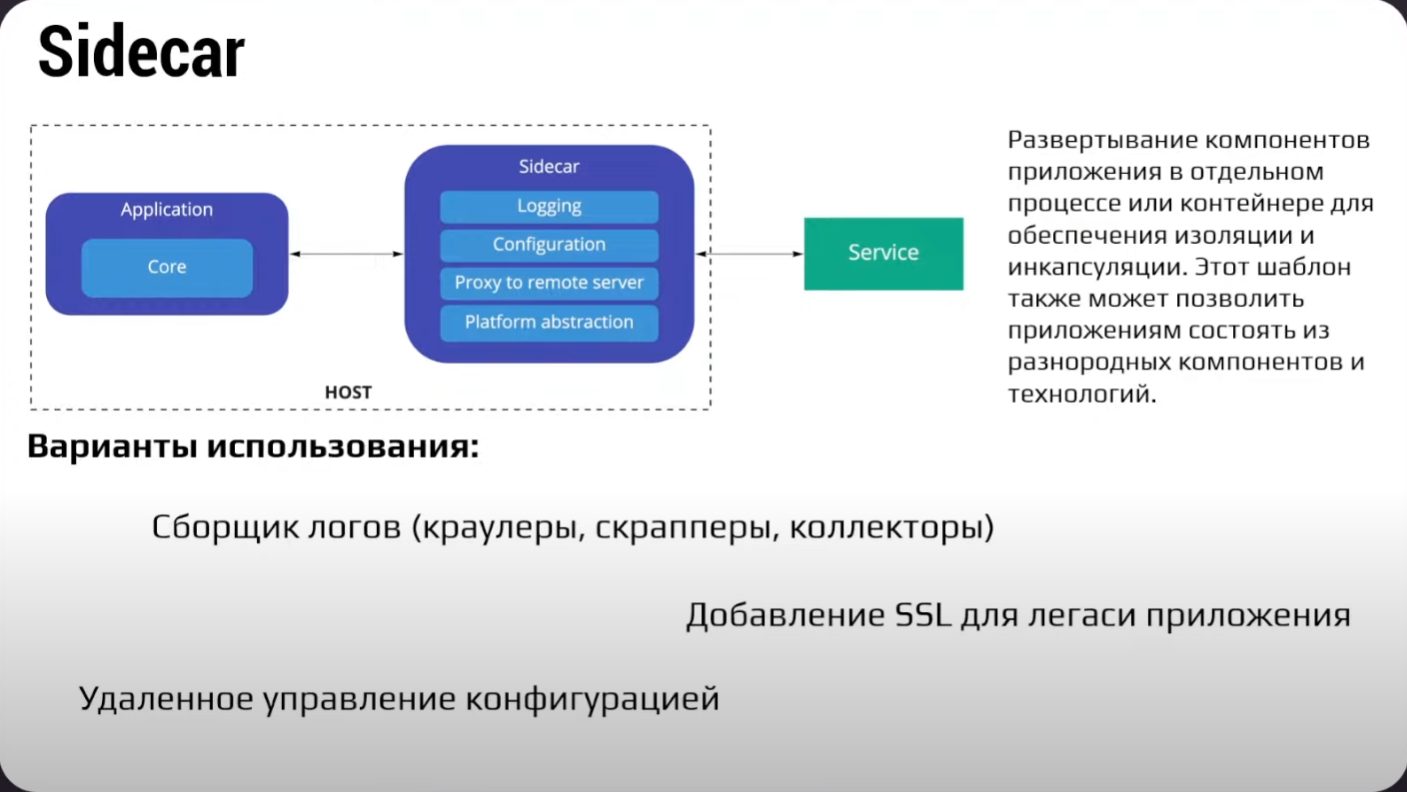 Sidecar
Application
Core
Sidecar
Logging
Configuration
Proxy to remote server
Platform abstraction
HOST
Service
Развертывание компонентов
приложения в отдельном
процессе или контейнере для
обеспечения изоляции и
инкапсуляции. Этот шаблон
также может позволить
приложениям состоять из
разнородных компонентов и
технологий.
Варианты использования:
Сборщик логов (краулеры, скрапперы, коллекторы)
Добавление SSL для легаси приложения
Удаленное управление конфигурацией